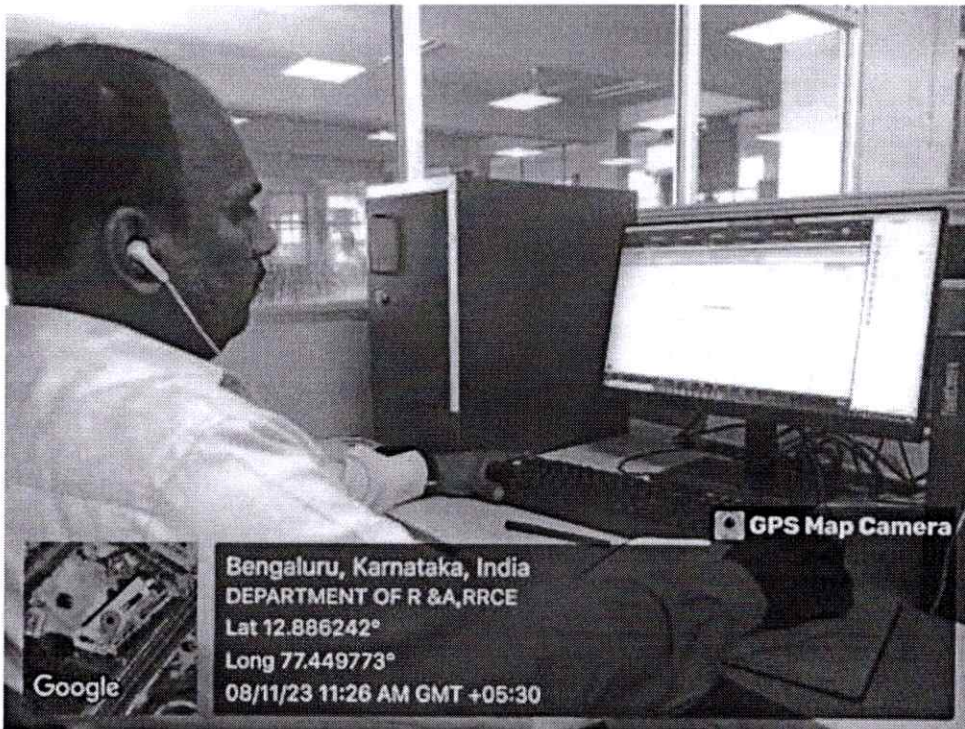 GPS Map Camera
Bengaluru, Karnataka, India
DEPARTMENT OF R &A,RRCE
Lat 12.886242°
Long 77.449773°
08/11/23 11:26 AM GMT +05:30
Google